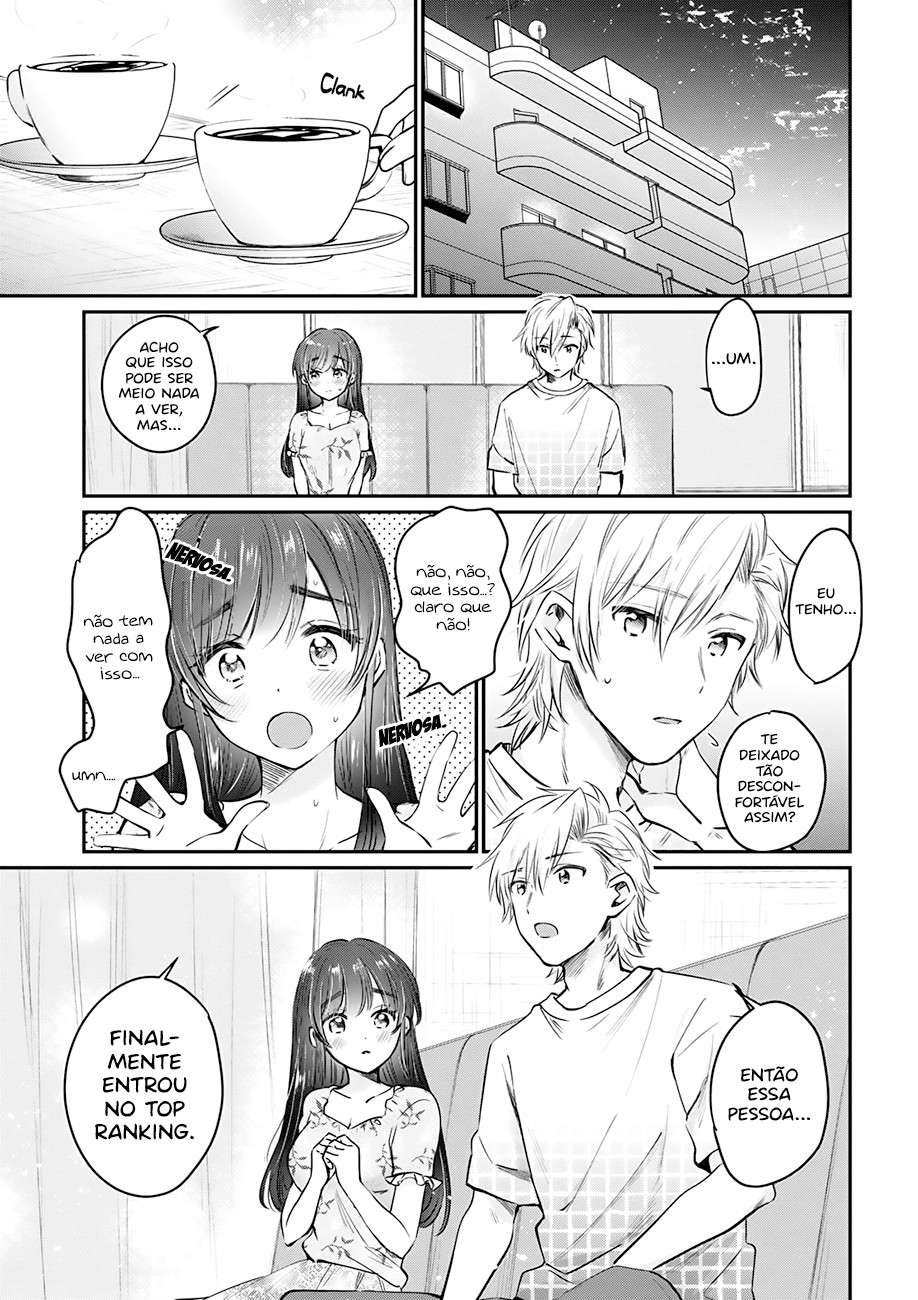 Clank
...UM.
ACHO
QUE ISSO
PODE SER
MEIO NADA
A VER,
MAS...
EU
TENHO...
TE
DEIXADO
TÃO
DESCON-
FORTÁVEL
ASSIM?
não, não,
que isso...?
claro que
não!
NERVOSA.
NERVOSA.
não tem
nada a
ver com
isso...
umn....
ENTÃO
ESSA
PESSOA...
FINAL-
MENTE
ENTROU
NO TOP
RANKING.